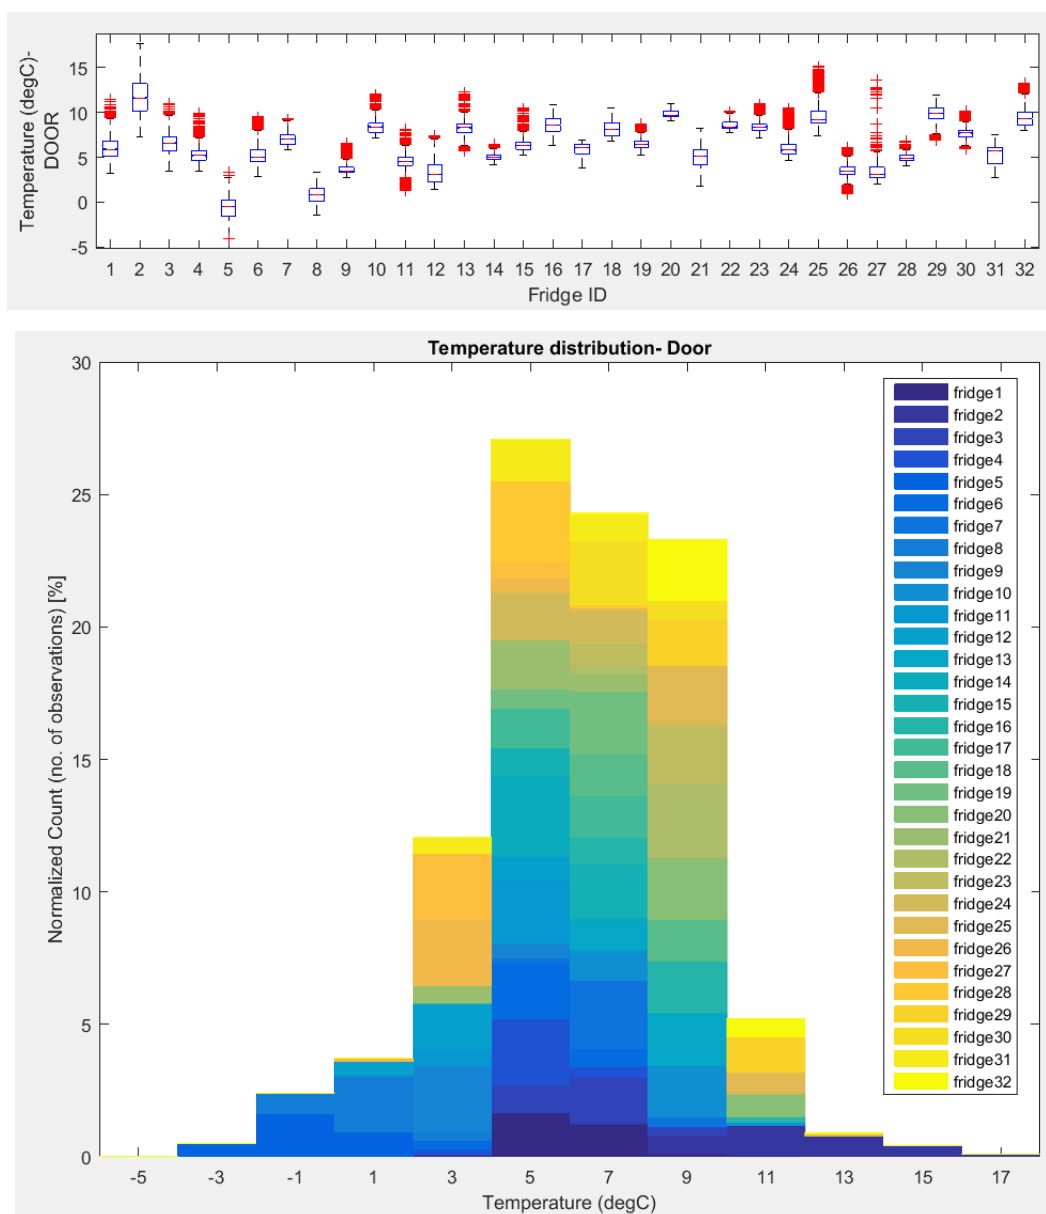 Temperature (degC)-
DOOR
15
10
5
0
-5
1 2 3 4 5 6 7 8 9 10 11 12 13 14 15 16 17 18 19 20 21 22 23 24 25 26 27 28 29 30 31 32
Fridge ID
Temperature distribution- Door
Normalized Count (no. of observations) [%]
30
25
20
15
10
5
0
fridge1
fridge2
fridge3
fridge4
fridge5
fridge6
fridge7
fridge8
fridge9
fridge10
fridge11
fridge12
fridge13
fridge14
fridge15
fridge16
fridge17
fridge18
fridge19
fridge20
fridge21
fridge22
fridge23
fridge24
fridge25
fridge26
fridge27
fridge28
fridge29
fridge30
fridge31
fridge32
-5 -3 -1 1 3 5 7 9 11 13 15 17
Temperature (degC)